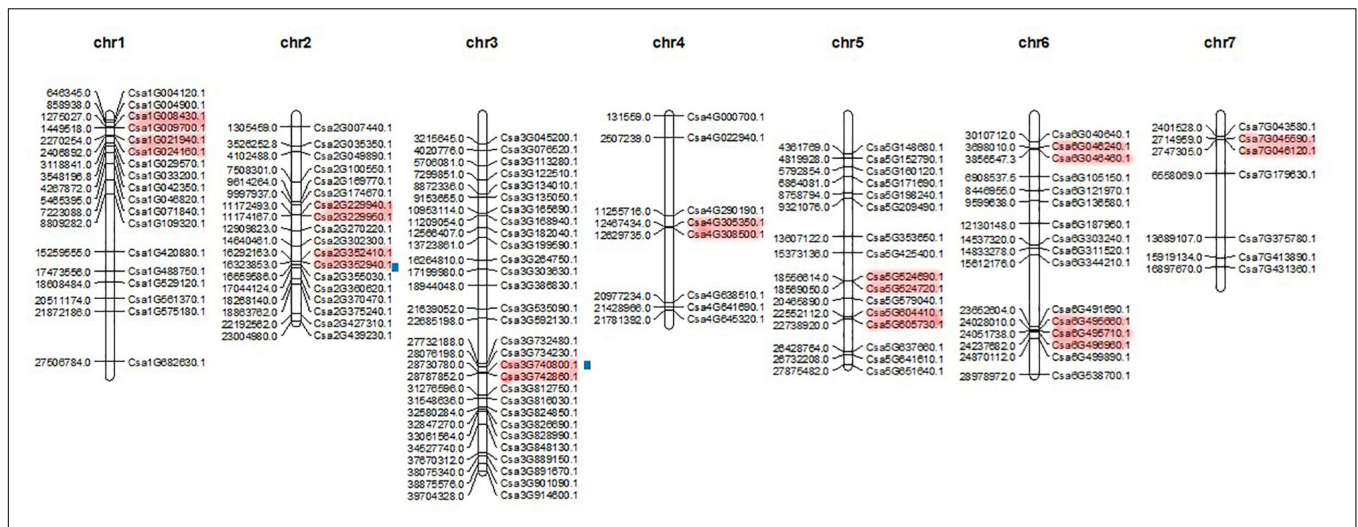 chr1
646345.0 Csa1G004120.1
858938.0 Csa1G004900.1
1275027.0 Csa1G008430.1
1449518.0 Csa1G009700.1
2270254.0 Csa1G021940.1
2406892.0 Csa1G024160.1
3118841.0 Csa1G029570.1
3548196.8 Csa1G033200.1
4267872.0 Csa1G042350.1
5465395.0 Csa1G046820.1
7223088.0 Csa1G071840.1
8809282.0 Csa1G109320.1
15259555.0 Csa1G420880.1
17473556.0 Csa1G488750.1
18608484.0 Csa1G529120.1
20511174.0 Csa1G561370.1
21872186.0 Csa1G575180.1
27506784.0 Csa1G682630.1
chr2
1305459.0 Csa2G007440.1
3526252.8 Csa2G035350.1
4102488.0 Csa2G049890.1
7508301.0 Csa2G100550.1
9614264.0 Csa2G169770.1
9997937.0 Csa2G174670.1
11172493.0 Csa2G229940.1
11174167.0 Csa2G229950.1
12909823.0 Csa2G270220.1
14640461.0 Csa2G302300.1
16292163.0 Csa2G352410.1
16323853.0 Csa2G352940.1
16659586.0 Csa2G355030.1
17044124.0 Csa2G360620.1
18268140.0 Csa2G370470.1
18863762.0 Csa2G375240.1
22192562.0 Csa2G427310.1
23004980.0 Csa2G439230.1
chr3
3215645.0 Csa3G045200.1
4020776.0 Csa3G076520.1
5706081.0 Csa3G113280.1
7299851.0 Csa3G122510.1
8872336.0 Csa3G134010.1
9153655.0 Csa3G135050.1
10953114.0 Csa3G165690.1
11209054.0 Csa3G168940.1
12566407.0 Csa3G182040.1
13723861.0 Csa3G199590.1
16264810.0 Csa3G264750.1
17199980.0 Csa3G303630.1
18944048.0 Csa3G386830.1
21639052.0 Csa3G535090.1
22685198.0 Csa3G592130.1
27732188.0 Csa3G732480.1
28076198.0 Csa3G734230.1
28730780.0 Csa3G740800.1
28787852.0 Csa3G742860.1
31276596.0 Csa3G812750.1
31548636.0 Csa3G816030.1
32580284.0 Csa3G824850.1
32847270.0 Csa3G826690.1
33061564.0 Csa3G828990.1
34527740.0 Csa3G848130.1
37670312.0 Csa3G889150.1
38075340.0 Csa3G891670.1
38875576.0 Csa3G901090.1
39704328.0 Csa3G914600.1
chr4
131559.0 Csa4G000700.1
2507239.0 Csa4G022940.1
11255716.0 Csa4G290190.1
12467434.0 Csa4G305350.1
12629735.0 Csa4G308500.1
20977234.0 Csa4G638510.1
21428966.0 Csa4G641690.1
21781392.0 Csa4G645320.1
chr5
4361769.0 Csa5G148680.1
4819928.0 Csa5G152790.1
5792854.0 Csa5G160120.1
6864081.0 Csa5G171690.1
8758794.0 Csa5G198240.1
9321076.0 Csa5G209490.1
13607122.0 Csa5G353650.1
15373136.0 Csa5G425400.1
18556614.0 Csa5G524690.1
18569050.0 Csa5G524720.1
20465890.0 Csa5G579040.1
22552112.0 Csa5G604410.1
22738920.0 Csa5G605730.1
26428764.0 Csa5G637660.1
26732208.0 Csa5G641610.1
27875482.0 Csa5G651640.1
chr6
3010712.0 Csa6G040640.1
3698010.0 Csa6G046240.1
3856547.3 Csa6G046460.1
6908537.5 Csa6G105150.1
8446955.0 Csa6G121970.1
9599638.0 Csa6G136580.1
12130148.0 Csa6G187960.1
14537320.0 Csa6G303240.1
14833278.0 Csa6G311520.1
15612176.0 Csa6G344210.1
23652604.0 Csa6G491690.1
24028010.0 Csa6G495660.1
24051738.0 Csa6G495710.1
24237682.0 Csa6G496960.1
24870112.0 Csa6G499890.1
28978972.0 Csa6G538700.1
chr7
2401528.0 Csa7G043580.1
2714959.0 Csa7G045590.1
2747305.0 Csa7G046120.1
6558069.0 Csa7G179630.1
13689107.0 Csa7G375780.1
15919134.0 Csa7G413890.1
16897670.0 Csa7G431360.1